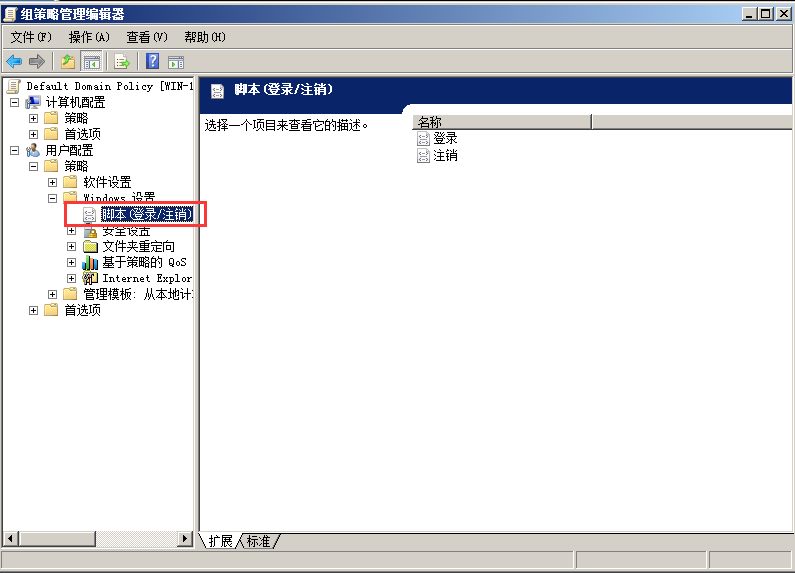 组策略管理编辑器
文件(F) 操作(A) 查看(V) 帮助(H)
Default Domain Policy [WIN-1
计算机配置
策略
首选项
用户配置
策略
软件设置
Windows 设置
脚本(登录/注销)
安全设置
文件夹重定向
基于策略的 QoS
Internet Explor
管理模板: 从本地计
首选项
脚本(登录/注销)
选择一个项目来查看它的描述。
名称
登录
注销
扩展 标准